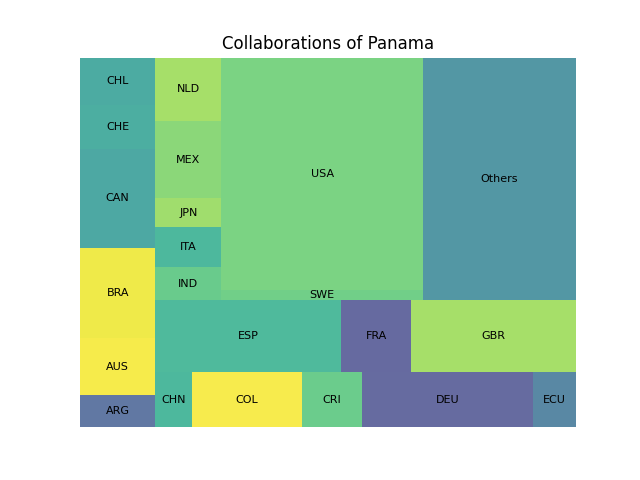 Collaborations of Panama
CHL
CHE
CAN
BRA
AUS
ARG
NLD
MEX
JPN
ITA
IND
USA
SWE
Others
ESP
FRA
GBR
CHN
COL
CRI
DEU
ECU